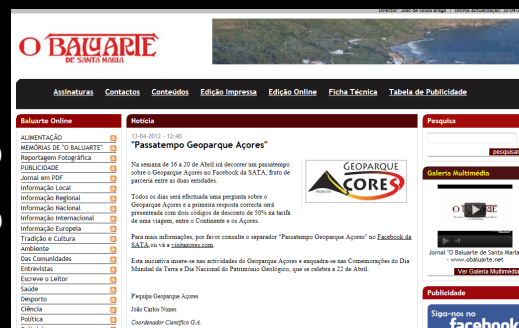 Director: João de Souza Braga | Última Actualização: 30-04-
O BALUARTE
DE SANTA MARIA
Assinaturas Contactos Conteúdos Edição Impressa Edição Online Ficha Técnica Tabela de Publicidade
Baluarte Online
ALIMENTAÇÃO
MEMÓRIAS DE "O BALUARTE"
Reportagem Fotográfica
PUBLICIDADE
Jornal em PDF
Informação Local
Informação Regional
Informação Nacional
Informação Internacional
Informação Europeia
Tradição e Cultura
Ambiente
Das Comunidades
Entrevistas
Escreve o Leitor
Saúde
Desporto
Ciência
Política
Notícia
13-04-2012 - 12:40
"Passatempo Geoparque Açores"
Na semana de 16 a 20 de Abril irá decorrer um passatempo
sobre o Geoparque Açores no Facebook da SATA, fruto de
parceria entre as duas entidades.
GEOPARQUE
AÇORES
Todos os dias será efectuada uma pergunta sobre o
Geoparque Açores e a primeira resposta correcta será
presenteada com dois códigos de desconto de 50% na tarifa
de uma viagem, entre o Continente e os Açores.
Para mais informações, por favor consulte o separador "Passatempo Geoparque Açores" no Facebook da
SATA ou vá a visitazores.com.
Esta iniciativa insere-se nas actividades do Geoparque Açores e enquadra-se nas Comemorações do Dia
Mundial da Terra e Dia Nacional do Património Geológico, que se celebra a 22 de Abril.
P'equipa Geoparque Açores
João Carlos Nunes
Coordenador Científico G.A.
Pesquisa
pesquisar
Galeria Multimédia
Jornal "O Baluarte de Santa Maria
- www.obaluarte.net
Ver Galeria Multimédia
Publicidade
Siga-nos no
facebook